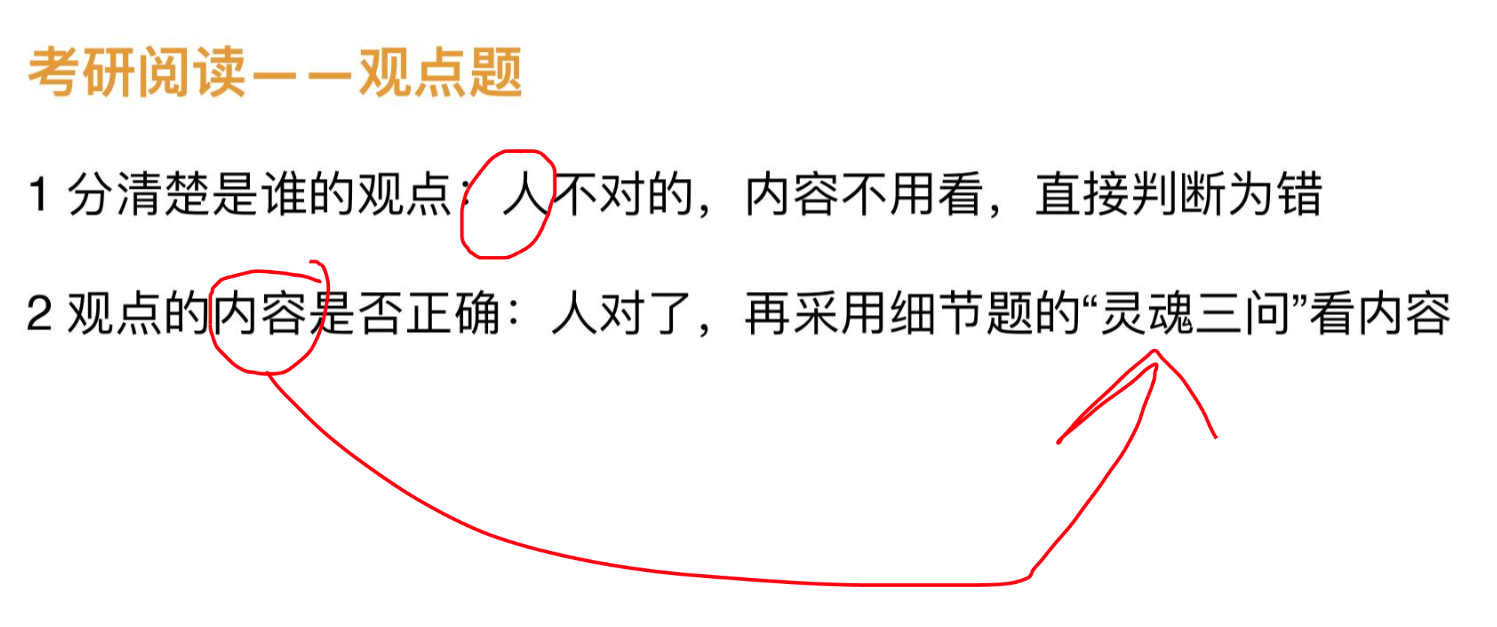 考研阅读——观点题
1 分清楚是谁的观点：人不对的，内容不用看，直接判断为错
2 观点的内容是否正确：人对了，再采用细节题的“灵魂三问”看内容